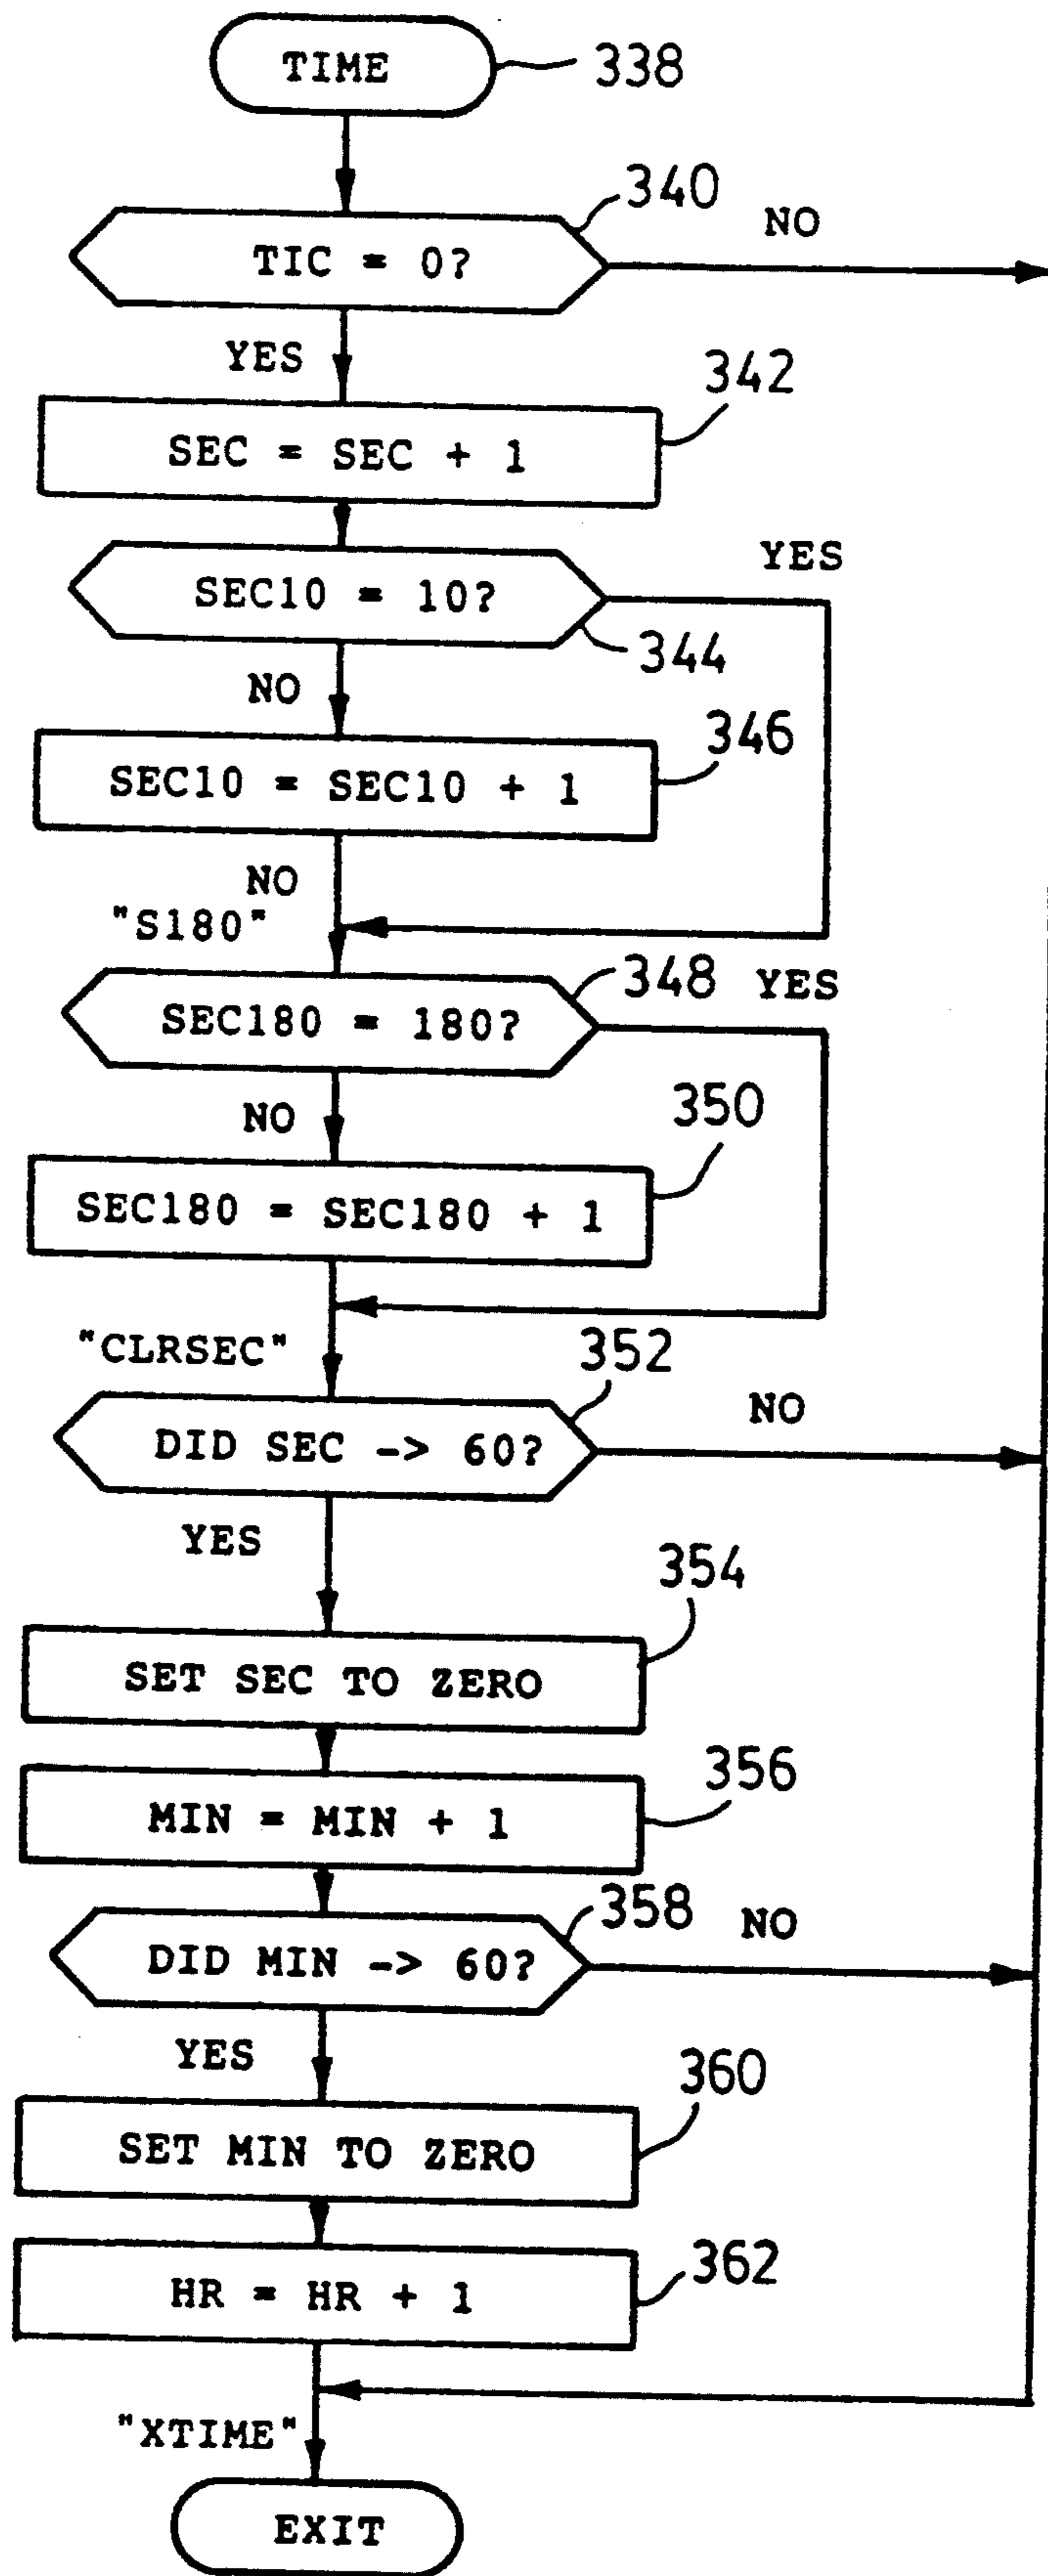 TIME
338
340
NO
TIC = 0?
YES
342
SEC = SEC + 1
YES
SEC10 = 10?
344
NO
346
SEC10 = SEC10 + 1
NO
"S180"
348
YES
SEC180 = 180?
NO
350
SEC180 = SEC180 + 1
"CLRSEC"
352
NO
DID SEC -> 60?
YES
354
SET SEC TO ZERO
356
MIN = MIN + 1
358
NO
DID MIN -> 60?
YES
360
SET MIN TO ZERO
362
HR = HR + 1
"XTIME"
EXIT